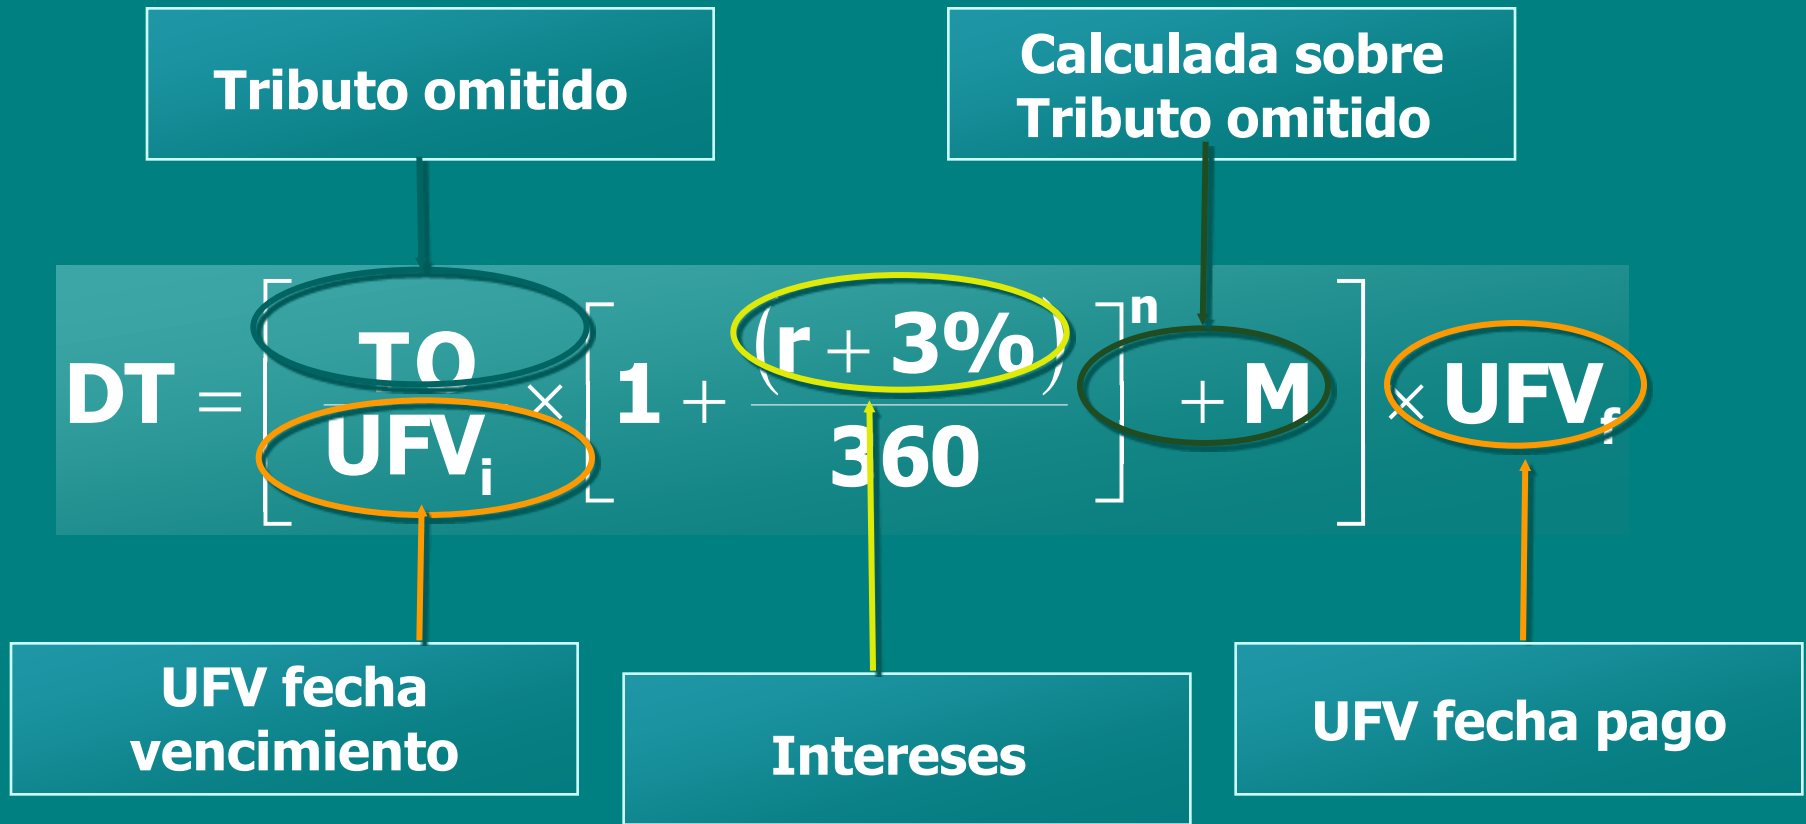 Tributo omitido
Calculada sobre
Tributo omitido
DT = [ TO / UFVi × [ 1 + (r + 3%) / 360 ]n + M ] × UFVf
UFV fecha
vencimiento
Intereses
UFV fecha pago